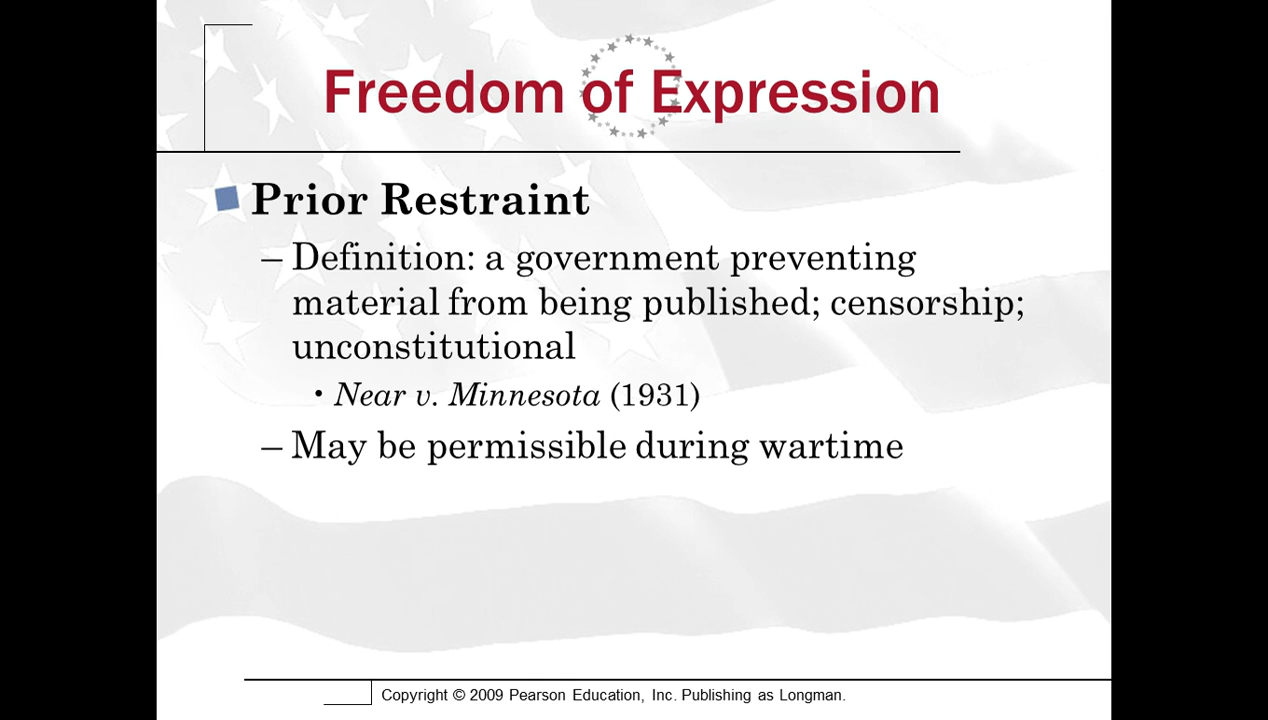 Freedom of Expression
Prior Restraint
– Definition: a government preventing
material from being published; censorship;
unconstitutional
• Near v. Minnesota (1931)
– May be permissible during wartime
Copyright © 2009 Pearson Education, Inc. Publishing as Longman.